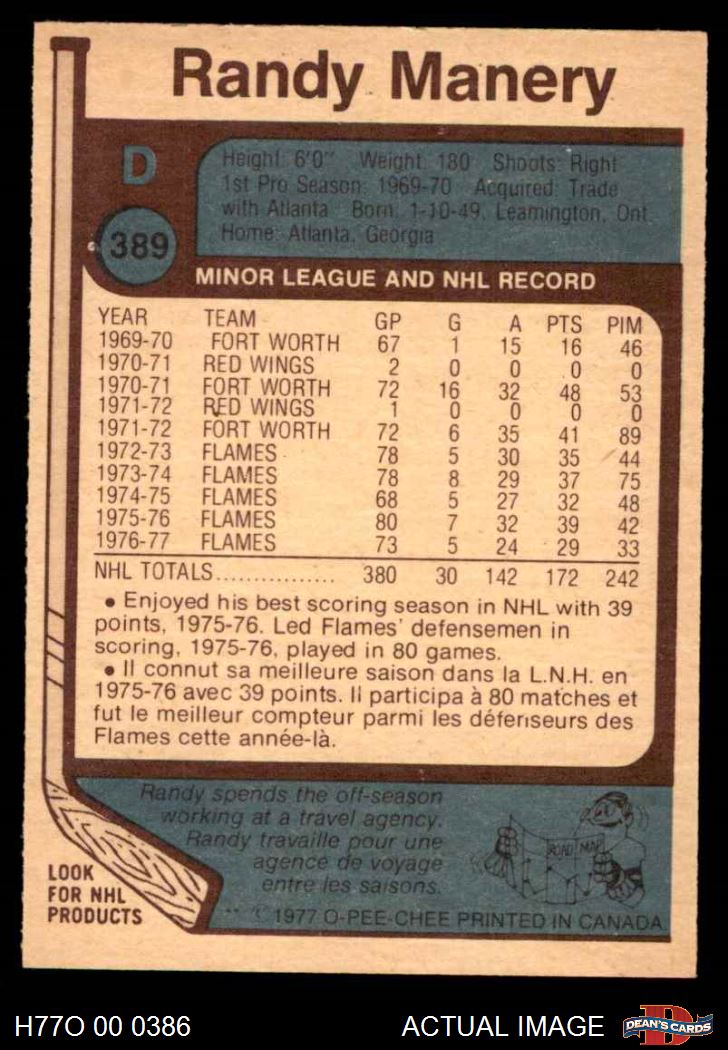 Randy Manery
D
389
Height: 6'0" Weight: 180 Shoots: Right
1st Pro Season: 1969-70 Acquired: Trade
with Atlanta Born: 1-10-49, Leamington, Ont.
Home: Atlanta, Georgia
MINOR LEAGUE AND NHL RECORD
YEAR TEAM GP G A PTS PIM
1969-70 FORT WORTH 67 1 15 16 46
1970-71 RED WINGS 2 0 0 0 0
1970-71 FORT WORTH 72 16 32 48 53
1971-72 RED WINGS 1 0 0 0 0
1971-72 FORT WORTH 72 6 35 41 89
1972-73 FLAMES 78 5 30 35 44
1973-74 FLAMES 78 8 29 37 75
1974-75 FLAMES 68 5 27 32 48
1975-76 FLAMES 80 7 32 39 42
1976-77 FLAMES 73 5 24 29 33
NHL TOTALS................ 380 30 142 172 242
• Enjoyed his best scoring season in NHL with 39
points, 1975-76. Led Flames' defensemen in
scoring, 1975-76, played in 80 games.
• Il connut sa meilleure saison dans la L.N.H. en
1975-76 avec 39 points. Il participa à 80 matches et
fut le meilleur compteur parmi les défenseurs des
Flames cette année-là.
Randy spends the off-season
working at a travel agency.
Randy travaille pour une
agence de voyage
entre les saisons.
ROAD MAP
LOOK
FOR NHL
PRODUCTS
** © 1977 O-PEE-CHEE PRINTED IN CANADA
H77O 00 0386
ACTUAL IMAGE
D
DEAN'S CARDS